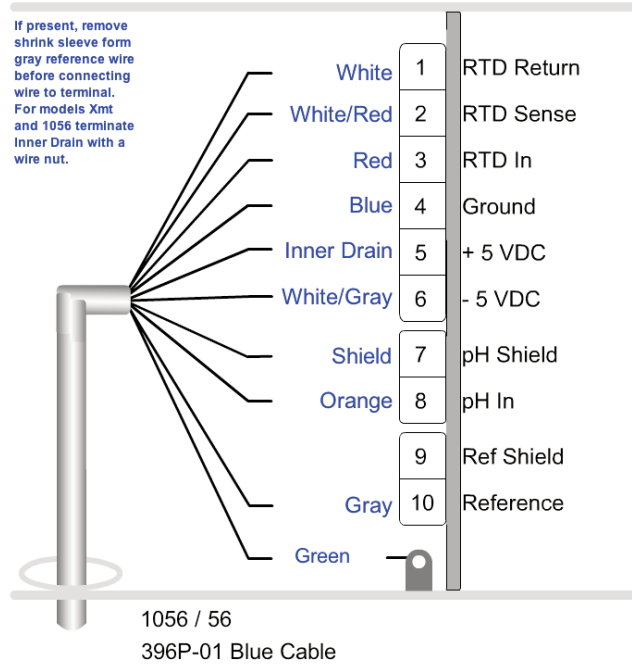 If present, remove
shrink sleeve form
gray reference wire
before connecting
wire to terminal.
For models Xmt
and 1056 terminate
Inner Drain with a
wire nut.
White 1 RTD Return
White/Red 2 RTD Sense
Red 3 RTD In
Blue 4 Ground
Inner Drain 5 + 5 VDC
White/Gray 6 - 5 VDC
Shield 7 pH Shield
Orange 8 pH In
9 Ref Shield
Gray 10 Reference
Green
1056 / 56
396P-01 Blue Cable